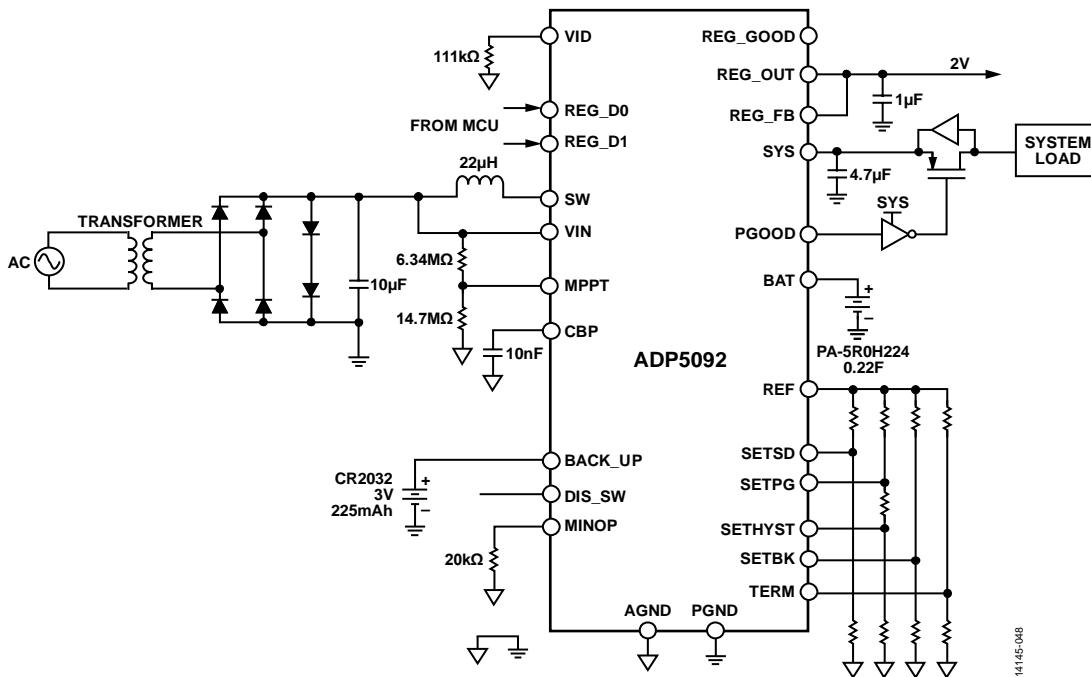 VID
111kΩ
REG_D0
FROM MCU
REG_D1
22µH
SW
TRANSFORMER
VIN
AC
6.34MΩ
10µF
MPPT
14.7MΩ
CBP
10nF
BACK_UP
CR2032
3V
225mAh
+
–
DIS_SW
MINOP
20kΩ
ADP5092
AGND
PGND
REG_GOOD
REG_OUT
2V
1µF
REG_FB
SYS
4.7µF
SYSTEM
LOAD
SYS
PGOOD
BAT
+
–
PA-5R0H224
0.22F
REF
SETSD
SETPG
SETHYST
SETBK
TERM
14145-048